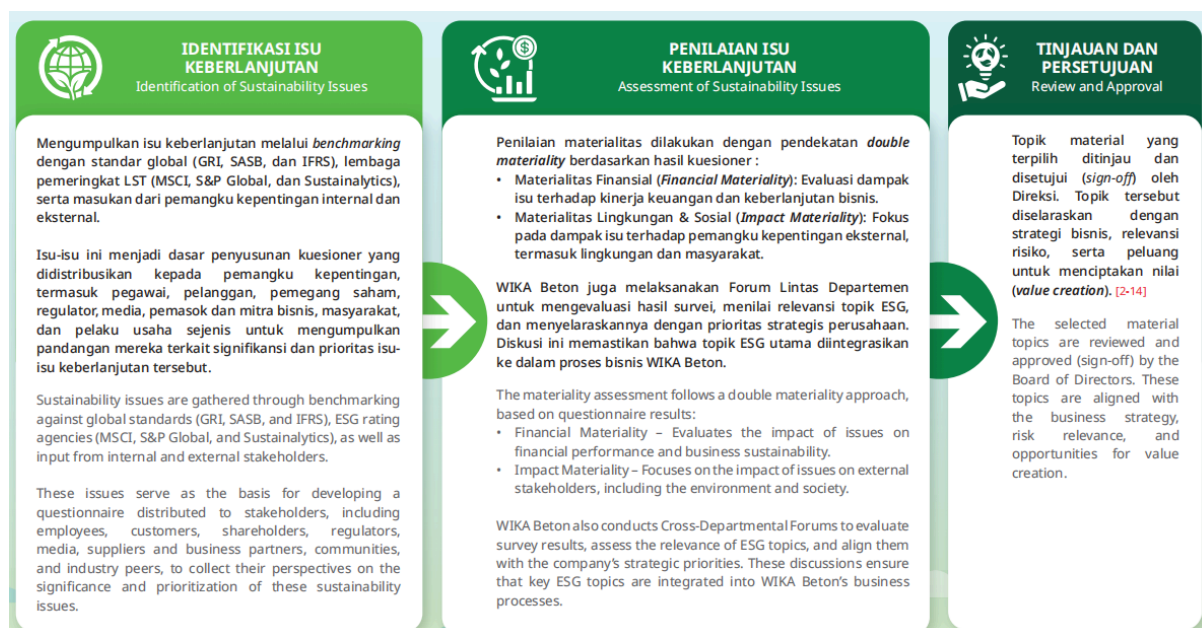 IDENTIFIKASI ISU
KEBERLANJUTAN
Identification of Sustainability Issues
Mengumpulkan isu keberlanjutan melalui benchmarking
dengan standar global (GRI, SASB, dan IFRS), lembaga
pemeringkat LST (MSCI, S&P Global, dan Sustainalytics),
serta masukan dari pemangku kepentingan internal dan
eksternal.
Isu-isu ini menjadi dasar penyusunan kuesioner yang
didistribusikan kepada pemangku kepentingan,
termasuk pegawai, pelanggan, pemegang saham,
regulator, media, pemasok dan mitra bisnis, masyarakat,
dan pelaku usaha sejenis untuk mengumpulkan
pandangan mereka terkait signifikansi dan prioritas isu-
isu keberlanjutan tersebut.
Sustainability issues are gathered through benchmarking
against global standards (GRI, SASB, and IFRS), ESG rating
agencies (MSCI, S&P Global, and Sustainalytics), as well as
input from internal and external stakeholders.
These issues serve as the basis for developing a
questionnaire distributed to stakeholders, including
employees, customers, shareholders, regulators,
media, suppliers and business partners, communities,
and industry peers, to collect their perspectives on the
significance and prioritization of these sustainability
issues.
PENILAIAN ISU
KEBERLANJUTAN
Assessment of Sustainability Issues
Penilaian materialitas dilakukan dengan pendekatan double
materiality berdasarkan hasil kuesioner :
• Materialitas Finansial (Financial Materiality): Evaluasi dampak
isu terhadap kinerja keuangan dan keberlanjutan bisnis.
• Materialitas Lingkungan & Sosial (Impact Materiality): Fokus
pada dampak isu terhadap pemangku kepentingan eksternal,
termasuk lingkungan dan masyarakat.
WIKA Beton juga melaksanakan Forum Lintas Departemen
untuk mengevaluasi hasil survei, menilai relevansi topik ESG,
dan menyelaraskannya dengan prioritas strategis perusahaan.
Diskusi ini memastikan bahwa topik ESG utama diintegrasikan
ke dalam proses bisnis WIKA Beton.
The materiality assessment follows a double materiality approach,
based on questionnaire results:
• Financial Materiality – Evaluates the impact of issues on
financial performance and business sustainability.
• Impact Materiality – Focuses on the impact of issues on external
stakeholders, including the environment and society.
WIKA Beton also conducts Cross-Departmental Forums to evaluate
survey results, assess the relevance of ESG topics, and align them
with the company's strategic priorities. These discussions ensure
that key ESG topics are integrated into WIKA Beton's business
processes.
TINJAUAN DAN
PERSETUJUAN
Review and Approval
Topik material yang
terpilih ditinjau dan
disetujui (sign-off) oleh
Direksi. Topik tersebut
diselaraskan dengan
strategi bisnis, relevansi
risiko, serta peluang
untuk menciptakan nilai
(value creation). [2-14]
The selected material
topics are reviewed and
approved (sign-off) by the
Board of Directors. These
topics are aligned with
the business strategy,
risk relevance, and
opportunities for value
creation.